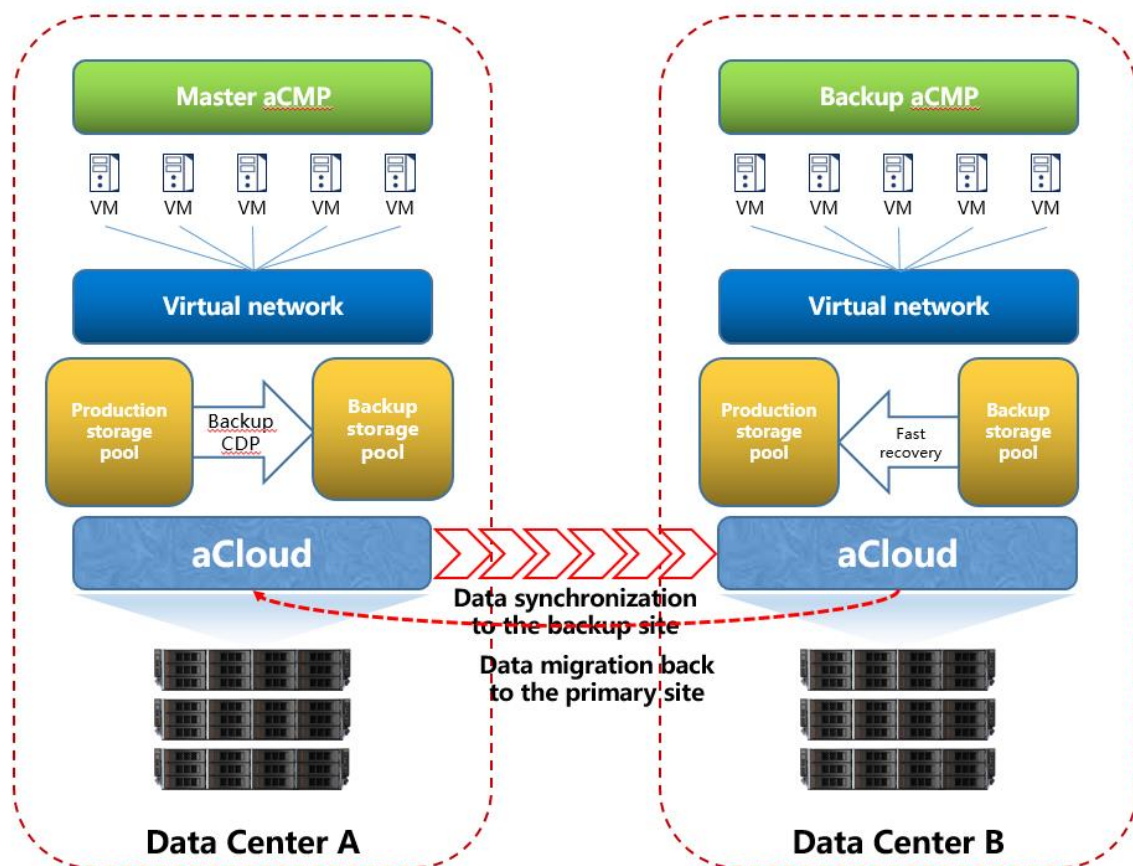 Master aCMP
VM VM VM VM VM
Virtual network
Production
storage
pool
Backup
CDP
Backup
storage
pool
aCloud
Data Center A
Data synchronization
to the backup site
Data migration back
to the primary site
Backup aCMP
VM VM VM VM VM
Virtual network
Production
storage
pool
Fast
recovery
Backup
storage
pool
aCloud
Data Center B